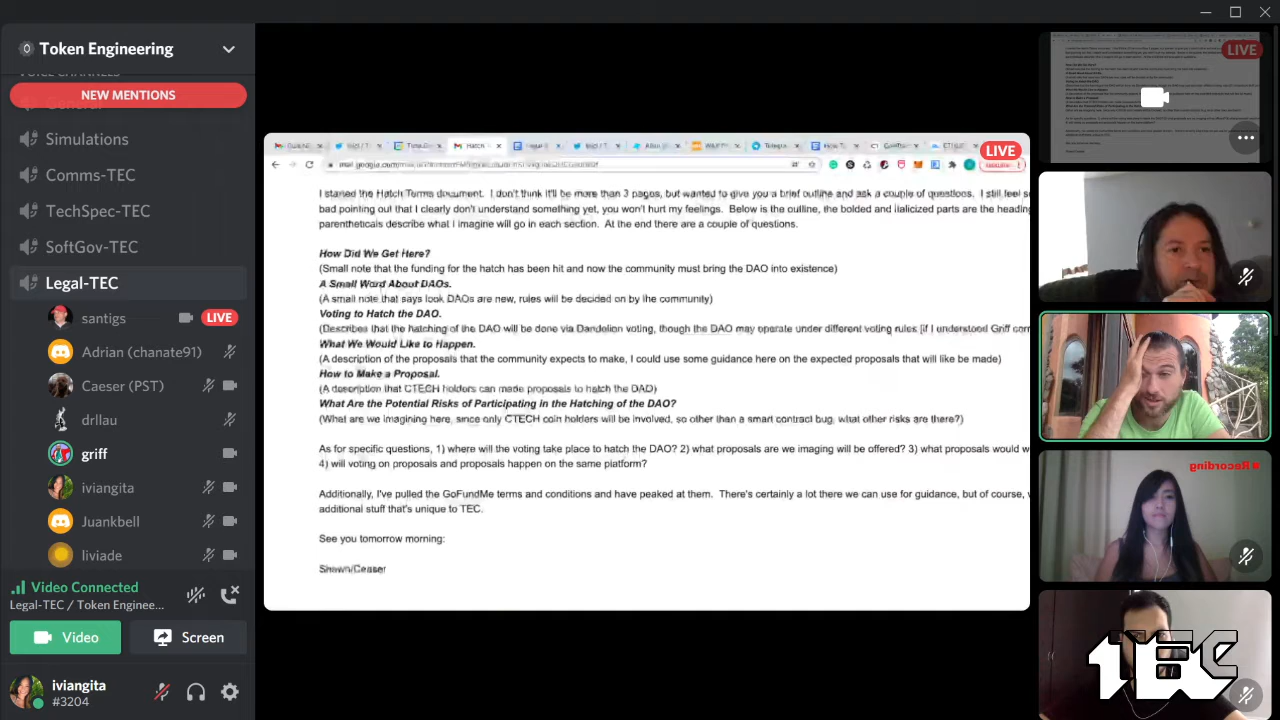 Token Engineering
VOICE CHANNELS
NEW MENTIONS
General
Simulations
Comms-TEC
TechSpec-TEC
SoftGov-TEC
Legal-TEC
santigs
LIVE
Adrian (chanate91)
Caeser (PST)
drllau
griff
iviangita
Juankbell
liviade
Video Connected
Legal-TEC / Token Enginee...
Video
Screen
iviangita
#3204
LIVE
I started the Hatch Terms document. I don't think it'll be more than 3 pages, but wanted to give you a brief outline and ask a couple of questions. I still feel s
bad pointing out that I clearly don't understand something yet, you won't hurt my feelings. Below is the outline, the bolded and italicized parts are the heading
parentheticals describe what I imagine will go in each section. At the end there are a couple of questions.
How Did We Get Here?
(Small note that the funding for the hatch has been hit and now the community must bring the DAO into existence)
A Small Word About DAOs.
(A small note that says look DAOs are new, rules will be decided on by the community)
Voting to Hatch the DAO.
(Describes that the hatching of the DAO will be done via Dandelion voting, though the DAO may operate under different voting rules [if I understood Griff corr
What We Would Like to Happen.
(A description of the proposals that the community expects to make, I could use some guidance here on the expected proposals that will like be made)
How to Make a Proposal.
(A description that CTECH holders can made proposals to hatch the DAO)
What Are the Potential Risks of Participating in the Hatching of the DAO?
(What are we imagining here, since only CTECH coin holders will be involved, so other than a smart contract bug, what other risks are there?)
As for specific questions, 1) where will the voting take place to hatch the DAO? 2) what proposals are we imaging will be offered? 3) what proposals would w
4) will voting on proposals and proposals happen on the same platform?
Additionally, I've pulled the GoFundMe terms and conditions and have peaked at them. There's certainly a lot there we can use for guidance, but of course,
additional stuff that's unique to TEC.
See you tomorrow morning:
Shawn/Ceaser
LIVE
Recording
TEC